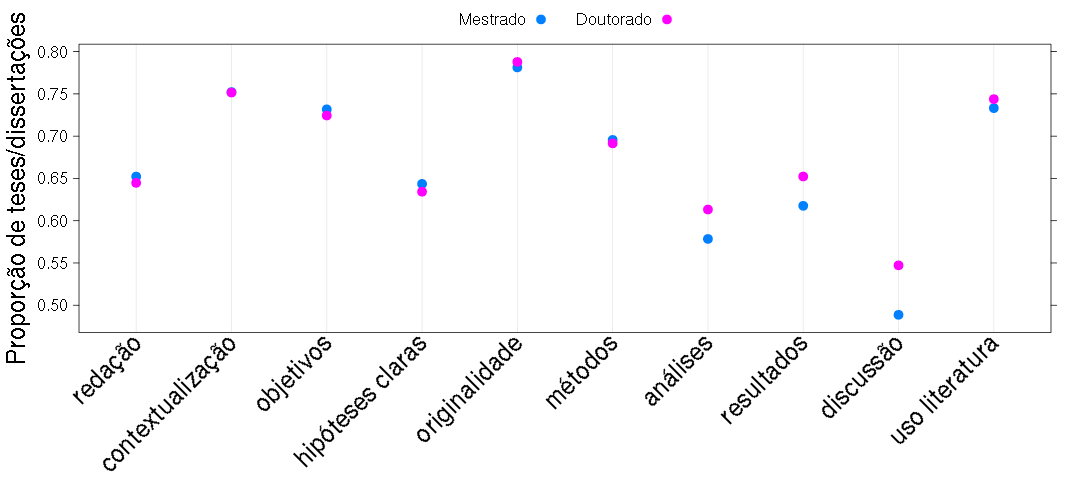 Mestrado
Doutorado
Proporção de teses/dissertações
0.80
0.75
0.70
0.65
0.60
0.55
0.50
redação
contextualização
objetivos
hipóteses claras
originalidade
métodos
análises
resultados
discussão
uso literatura